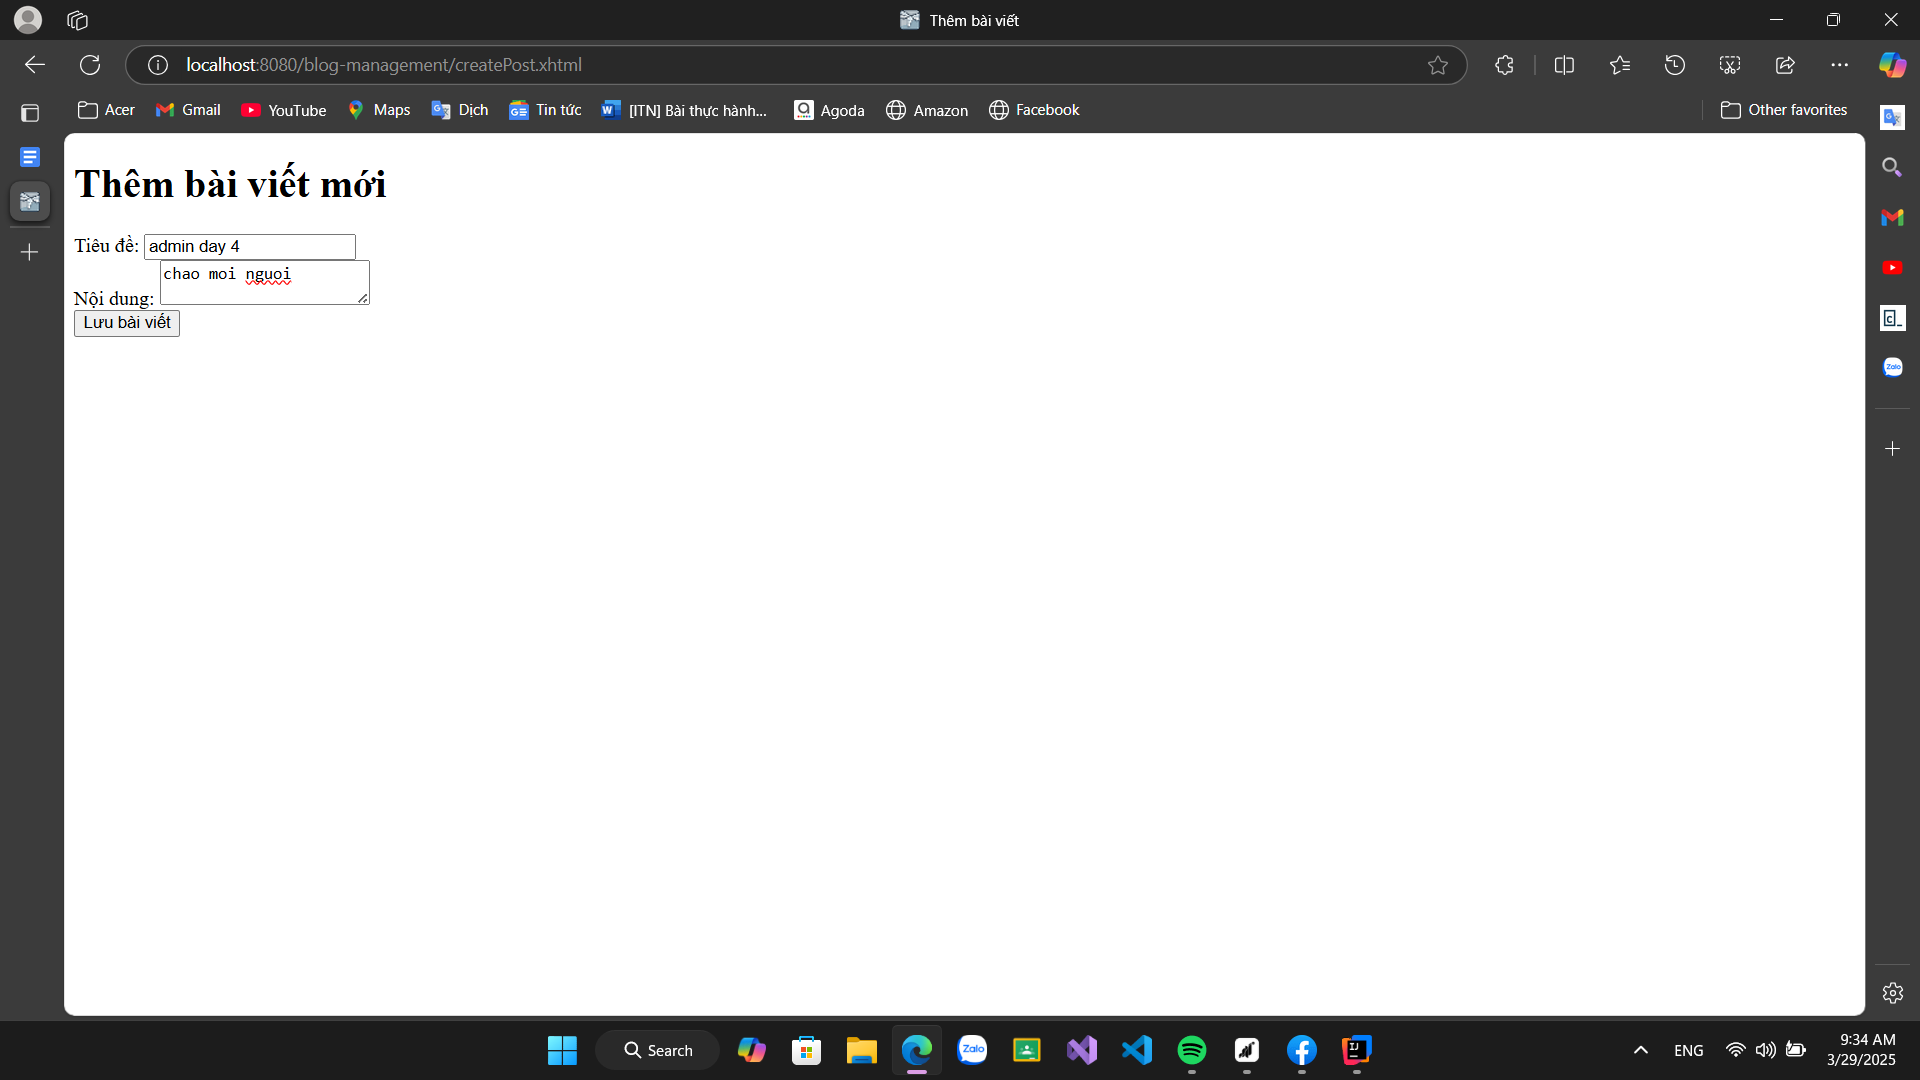 Thêm bài viết
localhost:8080/blog-management/createPost.xhtml
Acer
Gmail
YouTube
Maps
Dịch
Tin tức
[ITN] Bài thực hành...
Agoda
Amazon
Facebook
Other favorites
Thêm bài viết mới
Tiêu đề: admin day 4
Nội dung: chao moi nguoi
Lưu bài viết
Zalo
Search
Zalo
ENG
9:34 AM
3/29/2025